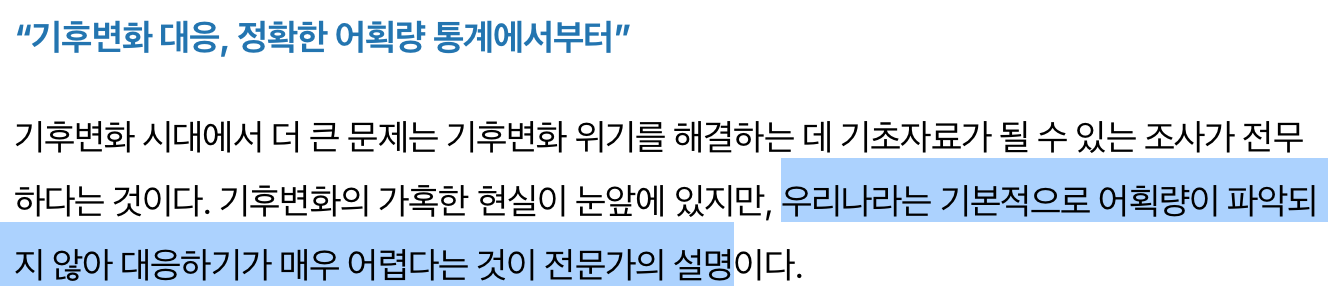 “기후변화 대응, 정확한 어획량 통계에서부터”
기후변화 시대에서 더 큰 문제는 기후변화 위기를 해결하는 데 기초자료가 될 수 있는 조사가 전무
하다는 것이다. 기후변화의 가혹한 현실이 눈앞에 있지만, 우리나라는 기본적으로 어획량이 파악되
지 않아 대응하기가 매우 어렵다는 것이 전문가의 설명이다.